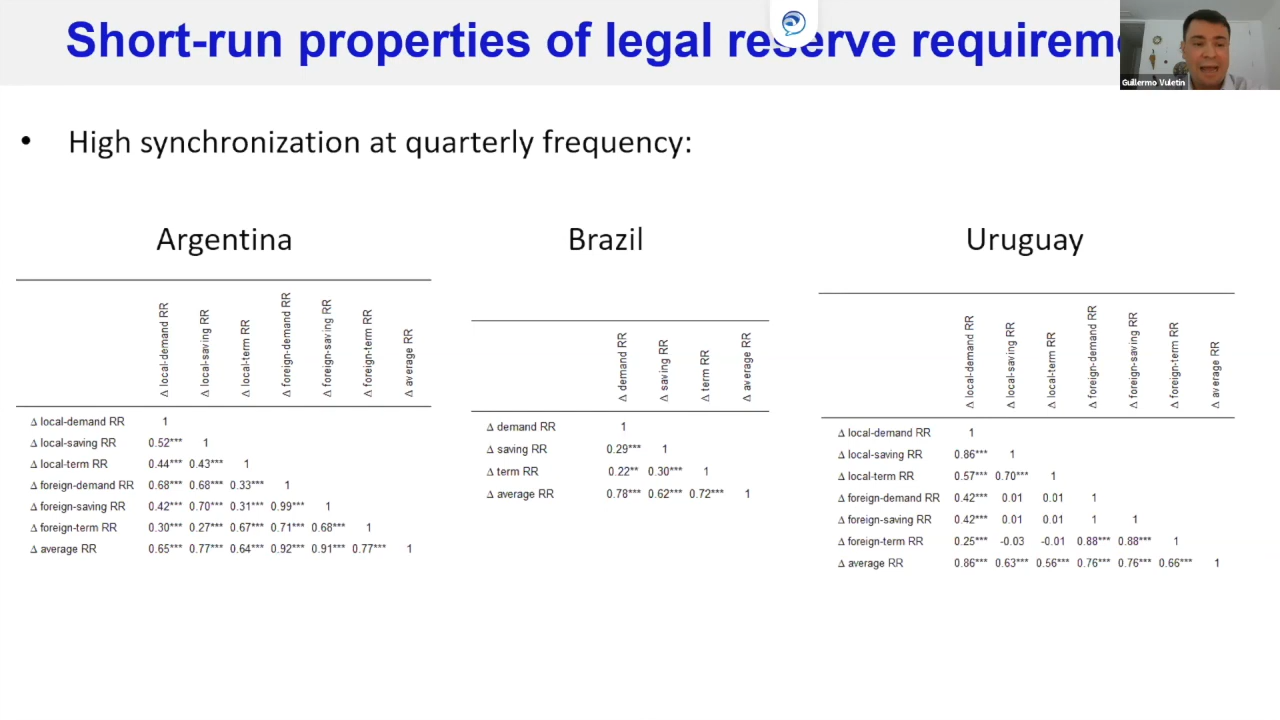 Short-run properties of legal reserve requirem
Guillermo Vuletin
• High synchronization at quarterly frequency:
Argentina
Δ local-demand RR Δ local-saving RR Δ local-term RR Δ foreign-demand RR Δ foreign-saving RR Δ foreign-term RR Δ average RR
Δ local-demand RR 1
Δ local-saving RR 0.52*** 1
Δ local-term RR 0.44*** 0.43*** 1
Δ foreign-demand RR 0.68*** 0.68*** 0.33*** 1
Δ foreign-saving RR 0.42*** 0.70*** 0.31*** 0.99*** 1
Δ foreign-term RR 0.30*** 0.27*** 0.67*** 0.71*** 0.68*** 1
Δ average RR 0.65*** 0.77*** 0.64*** 0.92*** 0.91*** 0.77*** 1
Brazil
Δ demand RR Δ saving RR Δ term RR Δ average RR
Δ demand RR 1
Δ saving RR 0.29*** 1
Δ term RR 0.22** 0.30*** 1
Δ average RR 0.78*** 0.62*** 0.72*** 1
Uruguay
Δ local-demand RR Δ local-saving RR Δ local-term RR Δ foreign-demand RR Δ foreign-saving RR Δ foreign-term RR Δ average RR
Δ local-demand RR 1
Δ local-saving RR 0.86*** 1
Δ local-term RR 0.57*** 0.70*** 1
Δ foreign-demand RR 0.42*** 0.01 0.01 1
Δ foreign-saving RR 0.42*** 0.01 0.01 1 1
Δ foreign-term RR 0.25*** -0.03 -0.01 0.88*** 0.88*** 1
Δ average RR 0.86*** 0.63*** 0.56*** 0.76*** 0.76*** 0.66*** 1